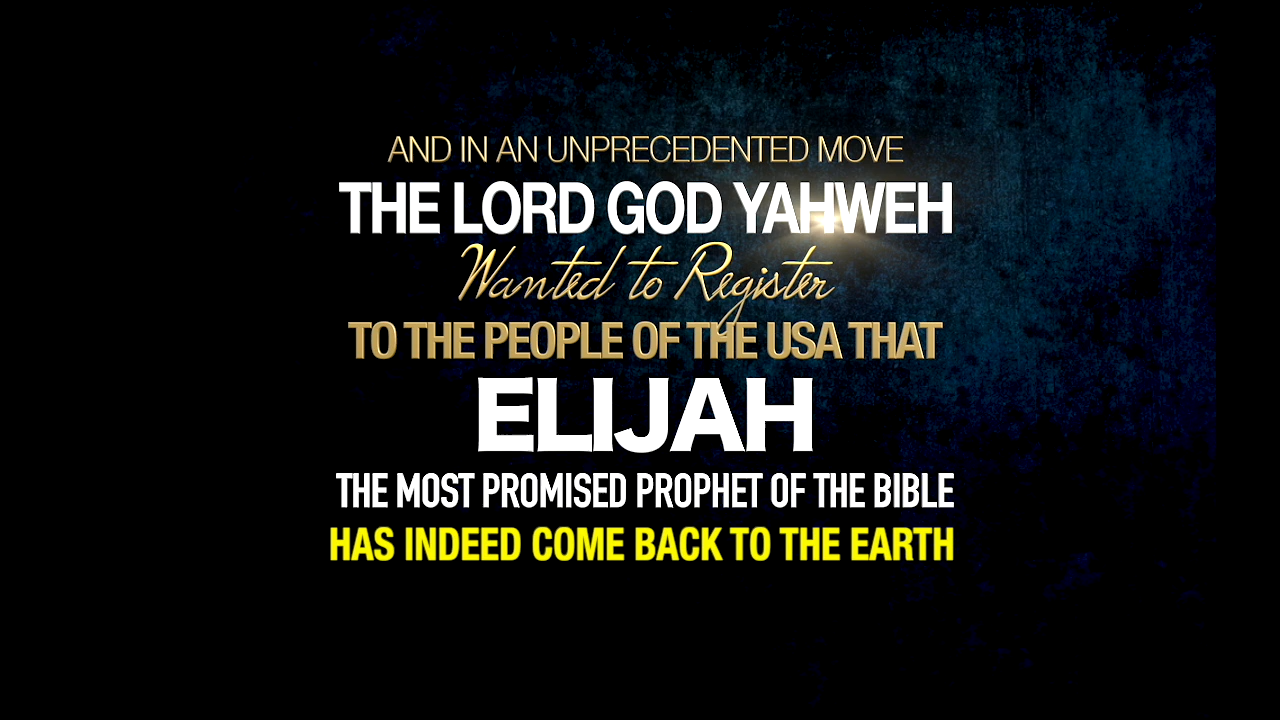 AND IN AN UNPRECEDENTED MOVE
THE LORD GOD YAHWEH
Wanted to Register
TO THE PEOPLE OF THE USA THAT
ELIJAH
THE MOST PROMISED PROPHET OF THE BIBLE
HAS INDEED COME BACK TO THE EARTH